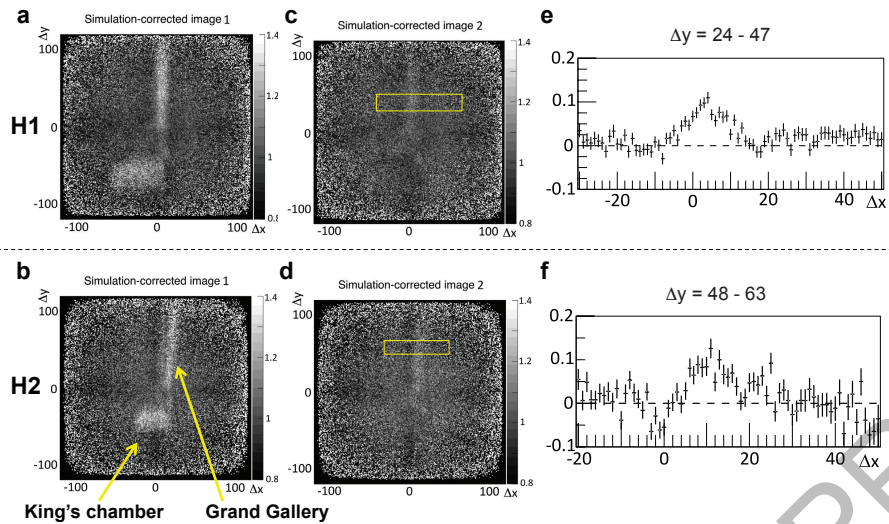 a
Simulation-corrected image 1
Δy
100
0
-100
-100
0
100
Δx
1.4
1.2
1
0.8
H1
c
Simulation-corrected image 2
Δy
100
0
-100
-100
0
100
Δx
1.4
1.2
1
0.8
e
Δy = 24 - 47
0.2
0.1
0
-0.1
-20
0
20
40
Δx
b
Simulation-corrected image 1
Δy
100
0
-100
-100
0
100
Δx
1.4
1.2
1
0.8
H2
King's chamber
Grand Gallery
d
Simulation-corrected image 2
Δy
100
0
-100
-100
0
100
Δx
1.4
1.2
1
0.8
f
Δy = 48 - 63
0.2
0.1
0
-0.1
-20
0
20
40
Δx